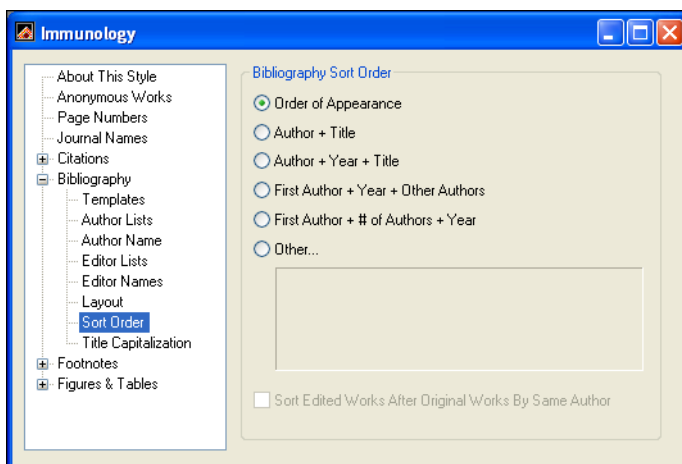 Immunology
About This Style
Anonymous Works
Page Numbers
Journal Names
Citations
Bibliography
Templates
Author Lists
Author Name
Editor Lists
Editor Names
Layout
Sort Order
Title Capitalization
Footnotes
Figures & Tables
Bibliography Sort Order
Order of Appearance
Author + Title
Author + Year + Title
First Author + Year + Other Authors
First Author + # of Authors + Year
Other...
Sort Edited Works After Original Works By Same Author